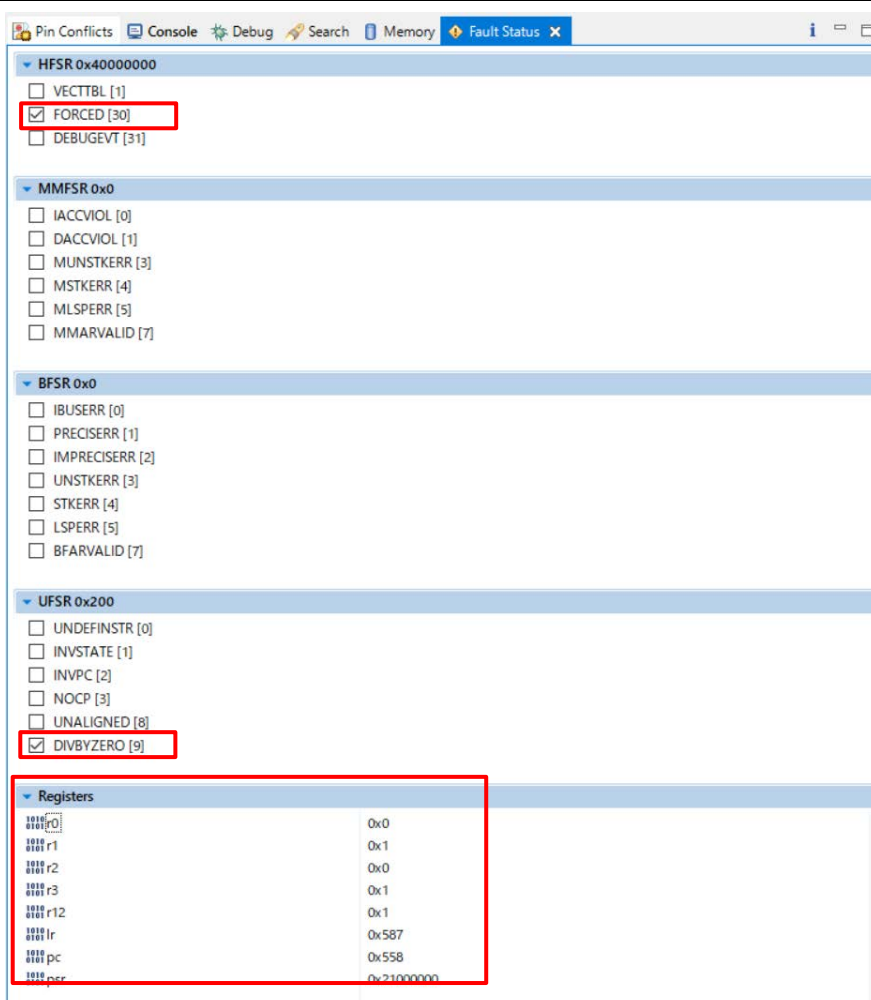 Pin Conflicts Console Debug Search Memory Fault Status
HFSR 0x40000000
VECTTBL [1]
FORCED [30]
DEBUGEVT [31]
MMFSR 0x0
IACCVIOL [0]
DACCVIOL [1]
MUNSTKERR [3]
MSTKERR [4]
MLSPERR [5]
MMARVALID [7]
BFSR 0x0
IBUSERR [0]
PRECISERR [1]
IMPRECISERR [2]
UNSTKERR [3]
STKERR [4]
LSPERR [5]
BFARVALID [7]
UFSR 0x200
UNDEFINSTR [0]
INVSTATE [1]
INVPC [2]
NOCP [3]
UNALIGNED [8]
DIVBYZERO [9]
Registers
r0 0x0
r1 0x1
r2 0x0
r3 0x1
r12 0x1
lr 0x587
pc 0x558
psr 0x21000000